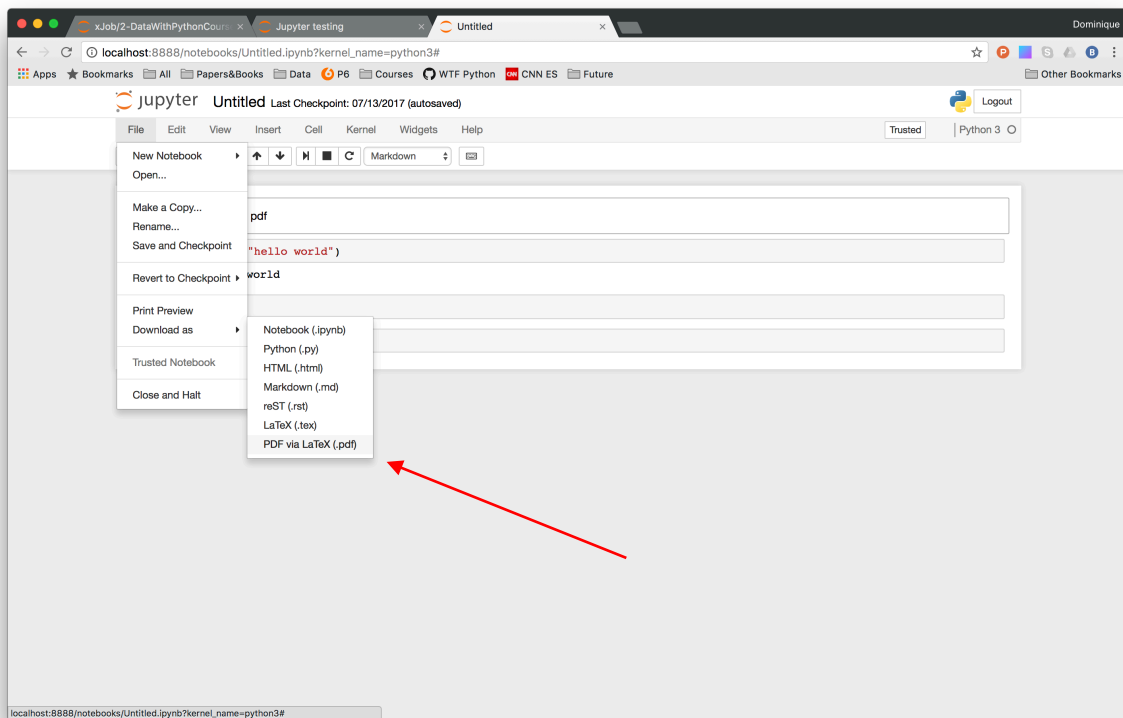 xJob/2-DataWithPythonCours
Jupyter testing
Untitled
Dominique
localhost:8888/notebooks/Untitled.ipynb?kernel_name=python3#
Apps Bookmarks All Papers&Books Data P6 Courses WTF Python CNN CNN ES Future Other Bookmarks
jupyter Untitled Last Checkpoint: 07/13/2017 (autosaved) Logout
File Edit View Insert Cell Kernel Widgets Help Trusted Python 3
Markdown
New Notebook
Open...
Make a Copy...
Rename...
Save and Checkpoint
Revert to Checkpoint
Print Preview
Download as
Trusted Notebook
Close and Halt
pdf
"hello world")
world
Notebook (.ipynb)
Python (.py)
HTML (.html)
Markdown (.md)
reST (.rst)
LaTeX (.tex)
PDF via LaTeX (.pdf)
localhost:8888/notebooks/Untitled.ipynb?kernel_name=python3#